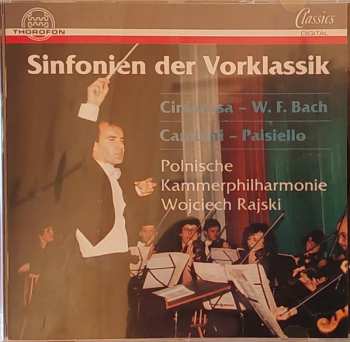 THOROFON
Classics
DIGITAL
Sinfonien der Vorklassik
Cimarosa – W. F. Bach
Cambini – Paisiello
Polnische
Kammerphilharmonie
Wojciech Rajski